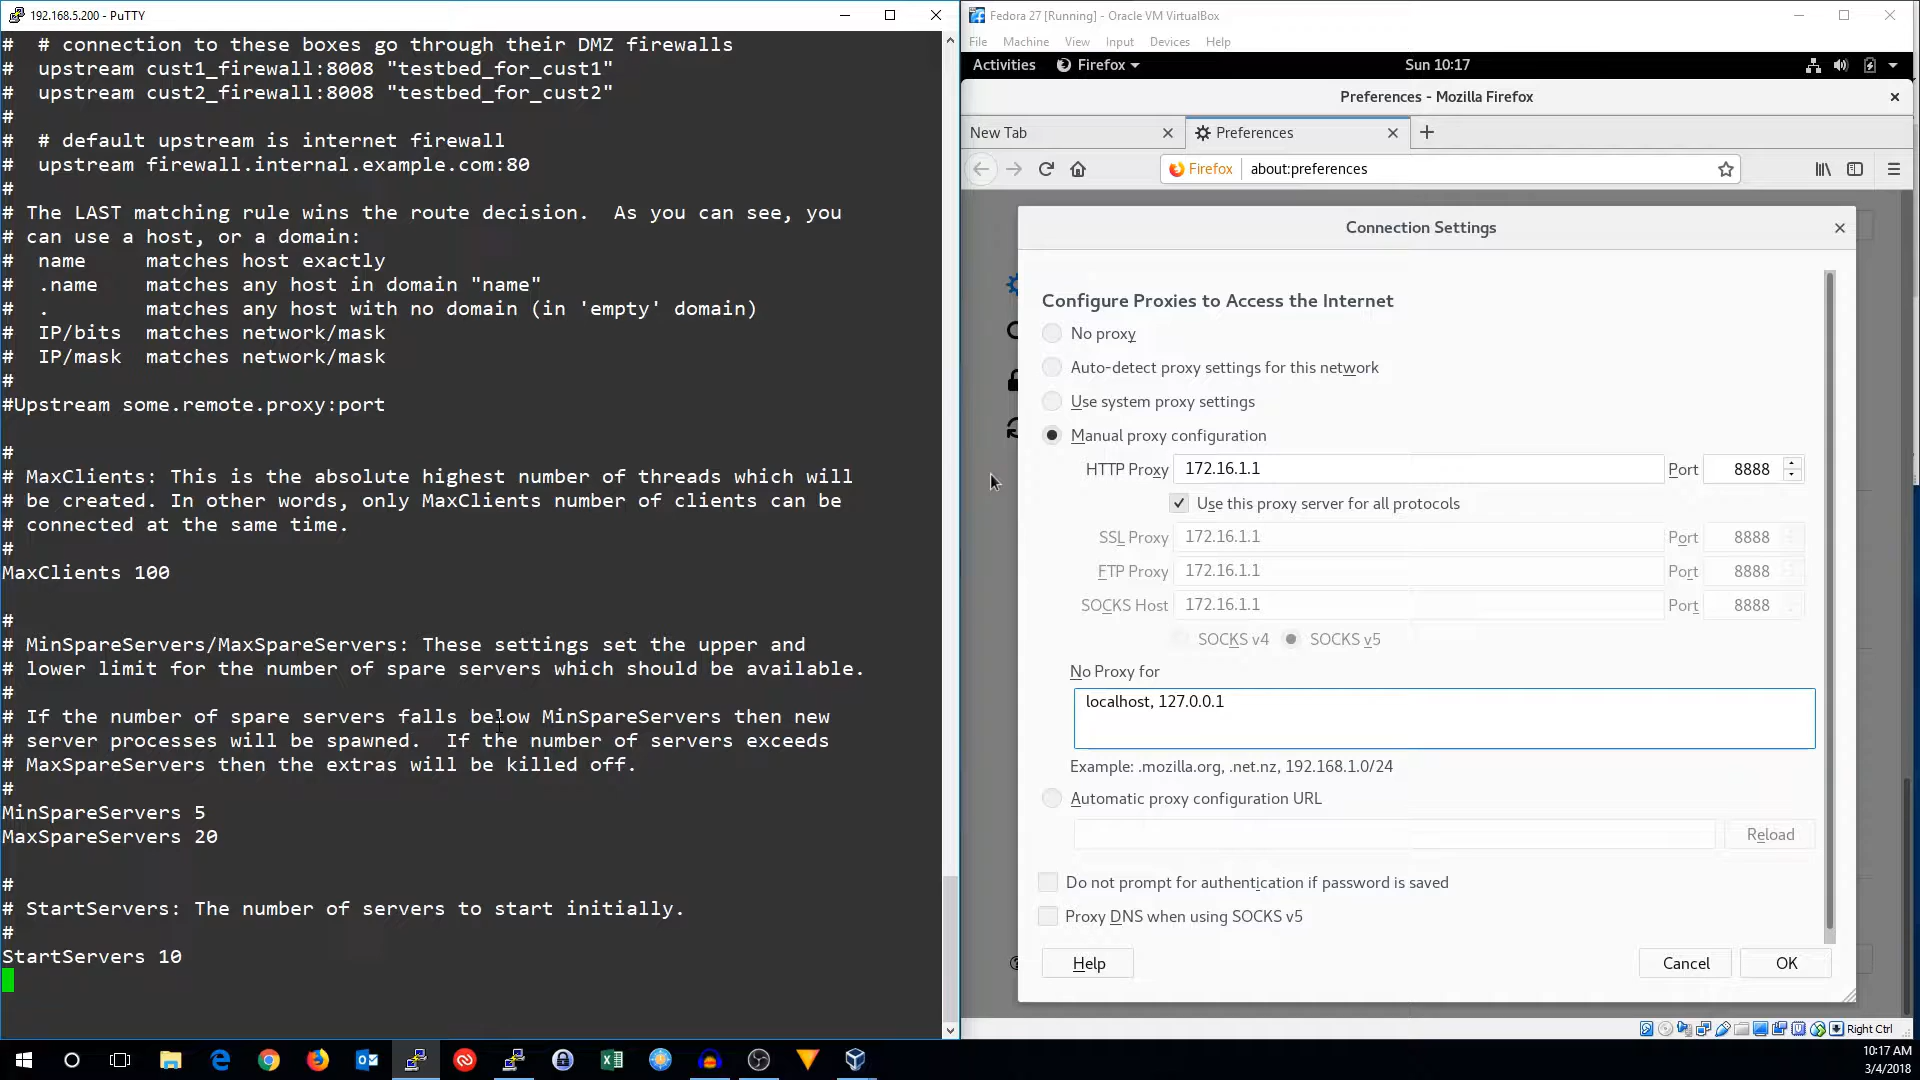 192.168.5.200 - PuTTY
#  # connection to these boxes go through their DMZ firewalls
#  upstream cust1_firewall:8008 "testbed_for_cust1"
#  upstream cust2_firewall:8008 "testbed_for_cust2"
#
#  # default upstream is internet firewall
#  upstream firewall.internal.example.com:80
#
# The LAST matching rule wins the route decision.  As you can see, you
# can use a host, or a domain:
#  name     matches host exactly
#  .name    matches any host in domain "name"
#  .        matches any host with no domain (in 'empty' domain)
#  IP/bits  matches network/mask
#  IP/mask  matches network/mask
#
#Upstream some.remote.proxy:port
#
# MaxClients: This is the absolute highest number of threads which will
# be created. In other words, only MaxClients number of clients can be
# connected at the same time.
#
MaxClients 100
#
# MinSpareServers/MaxSpareServers: These settings set the upper and
# lower limit for the number of spare servers which should be available.
#
# If the number of spare servers falls below MinSpareServers then new
# server processes will be spawned.  If the number of servers exceeds
# MaxSpareServers then the extras will be killed off.
#
MinSpareServers 5
MaxSpareServers 20
#
# StartServers: The number of servers to start initially.
#
StartServers 10
Fedora 27 [Running] - Oracle VM VirtualBox
File Machine View Input Devices Help
Activities Firefox Sun 10:17
Preferences - Mozilla Firefox
New Tab Preferences
Firefox about:preferences
Connection Settings
Configure Proxies to Access the Internet
No proxy
Auto-detect proxy settings for this network
Use system proxy settings
Manual proxy configuration
HTTP Proxy 172.16.1.1 Port 8888
Use this proxy server for all protocols
SSL Proxy 172.16.1.1 Port 8888
FTP Proxy 172.16.1.1 Port 8888
SOCKS Host 172.16.1.1 Port 8888
SOCKS v4 SOCKS v5
No Proxy for
localhost, 127.0.0.1
Example: .mozilla.org, .net.nz, 192.168.1.0/24
Automatic proxy configuration URL
Reload
Do not prompt for authentication if password is saved
Proxy DNS when using SOCKS v5
Help Cancel OK
Right Ctrl
10:17 AM
3/4/2018